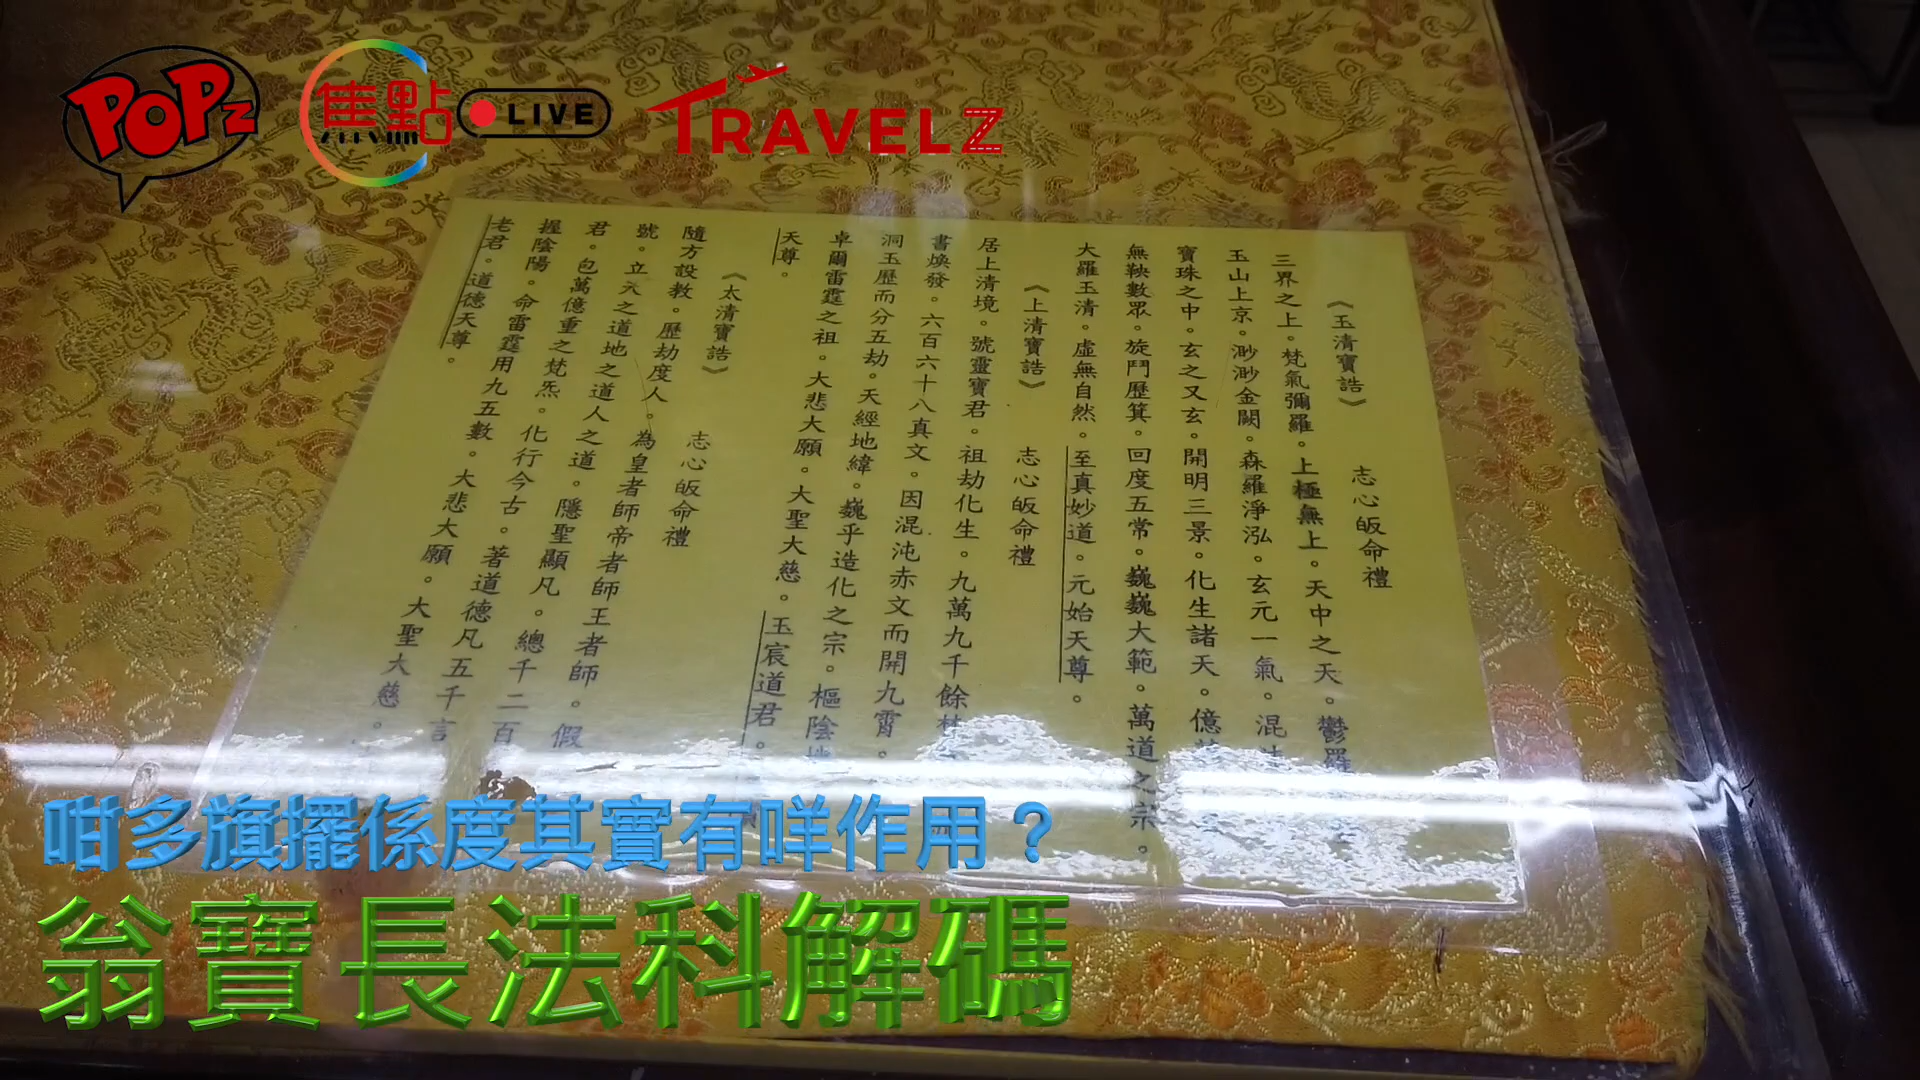 POPZ
焦點 LIVE
TRAVELZ
《玉清寶誥》 志心皈命禮
三界之上。梵氣彌羅。上極無上。天中之天。鬱羅
玉山上京。渺渺金闕。森羅淨泓。玄元一氣。混
寶珠之中。玄之又玄。開明三景。化生諸天。億
無鞅數眾。旋鬥歷箕。回度五常。巍巍大範。萬道之宗。
大羅玉清。虛無自然。至真妙道。元始天尊。
《上清寶誥》 志心皈命禮
居上清境。號靈寶君。祖劫化生。九萬九千餘梵
書煥發。六百六十八真文。因混沌赤文而開九霄。
洞玉歷而分五劫。天經地緯。巍乎造化之宗。樞陰
卓爾雷霆之祖。大悲大願。大聖大慈。玉宸道君。
天尊。
《太清寶誥》 志心皈命禮
隨方設教。歷劫度人。為皇者師帝者師王者師。假
號。立天之道地之道人之道。隱聖顯凡。總千二百
君。包萬億重之梵炁。化行今古。著道德凡五千言
握陰陽。命雷霆用九五數。大悲大願。大聖大慈。
老君。道德天尊。
咁多旗擺係度其實有咩作用？
翁寶長法科解碼